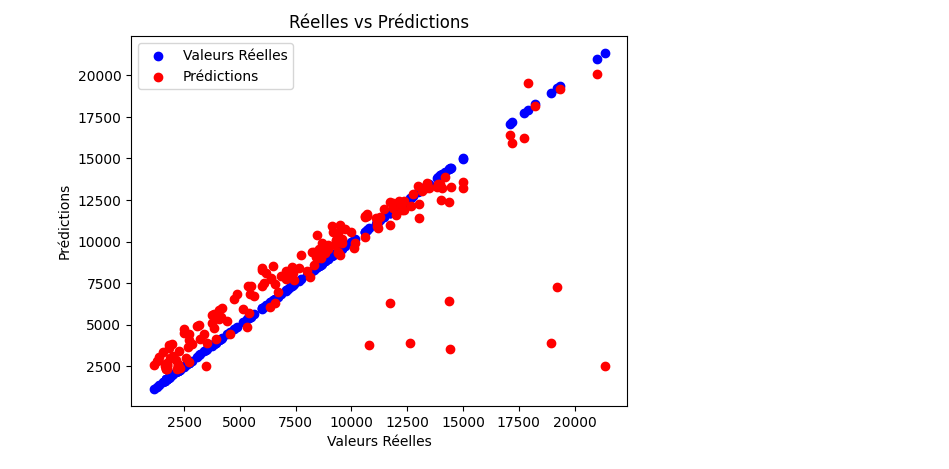 Réelles vs Prédictions
Valeurs Réelles
Prédictions
20000
17500
15000
12500
10000
7500
5000
2500
Prédictions
2500 5000 7500 10000 12500 15000 17500 20000
Valeurs Réelles